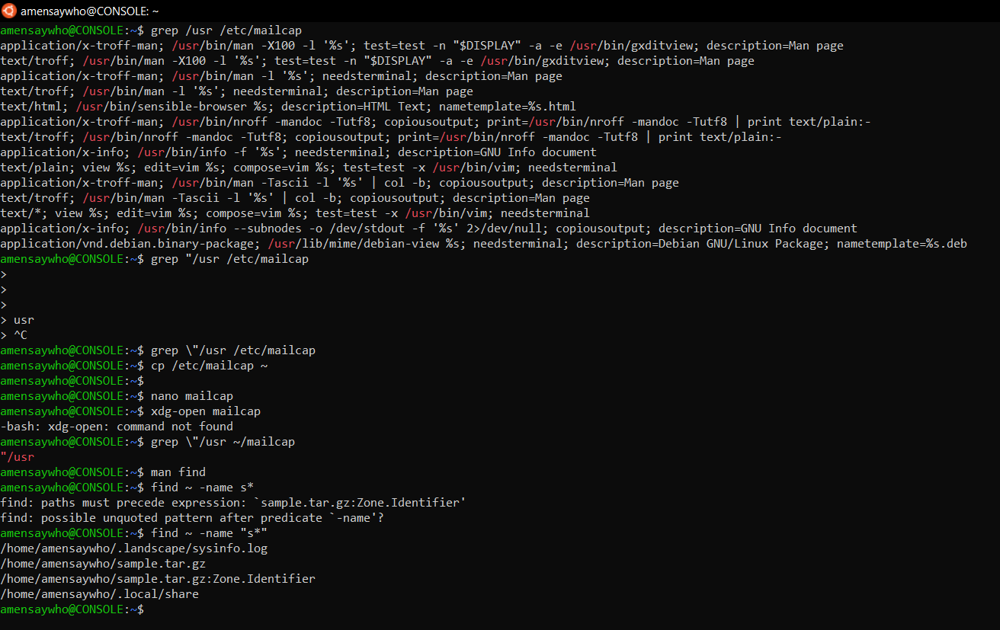 amensaywho@CONSOLE: ~
amensaywho@CONSOLE:~$ grep /usr /etc/mailcap
application/x-troff-man; /usr/bin/man -X100 -l '%s'; test=test -n "$DISPLAY" -a -e /usr/bin/gxditview; description=Man page
text/troff; /usr/bin/man -X100 -l '%s'; test=test -n "$DISPLAY" -a -e /usr/bin/gxditview; description=Man page
application/x-troff-man; /usr/bin/man -l '%s'; needsterminal; description=Man page
text/troff; /usr/bin/man -l '%s'; needsterminal; description=Man page
text/html; /usr/bin/sensible-browser %s; description=HTML Text; nametemplate=%s.html
application/x-troff-man; /usr/bin/nroff -mandoc -Tutf8; copiousoutput; print=/usr/bin/nroff -mandoc -Tutf8 | print text/plain:-
text/troff; /usr/bin/nroff -mandoc -Tutf8; copiousoutput; print=/usr/bin/nroff -mandoc -Tutf8 | print text/plain:-
application/x-info; /usr/bin/info -f '%s'; needsterminal; description=GNU Info document
text/plain; view %s; edit=vim %s; compose=vim %s; test=test -x /usr/bin/vim; needsterminal
application/x-troff-man; /usr/bin/man -Tascii -l '%s' | col -b; copiousoutput; description=Man page
text/troff; /usr/bin/man -Tascii -l '%s' | col -b; copiousoutput; description=Man page
text/*; view %s; edit=vim %s; compose=vim %s; test=test -x /usr/bin/vim; needsterminal
application/x-info; /usr/bin/info --subnodes -o /dev/stdout -f '%s' 2>/dev/null; copiousoutput; description=GNU Info document
application/vnd.debian.binary-package; /usr/lib/mime/debian-view %s; needsterminal; description=Debian GNU/Linux Package; nametemplate=%s.deb
amensaywho@CONSOLE:~$ grep "/usr /etc/mailcap
>
>
>
> usr
> ^C
amensaywho@CONSOLE:~$ grep \"/usr /etc/mailcap
amensaywho@CONSOLE:~$ cp /etc/mailcap ~
amensaywho@CONSOLE:~$
amensaywho@CONSOLE:~$ nano mailcap
amensaywho@CONSOLE:~$ xdg-open mailcap
-bash: xdg-open: command not found
amensaywho@CONSOLE:~$ grep \"/usr ~/mailcap
"/usr
amensaywho@CONSOLE:~$ man find
amensaywho@CONSOLE:~$ find ~ -name s*
find: paths must precede expression: `sample.tar.gz:Zone.Identifier'
find: possible unquoted pattern after predicate `-name'?
amensaywho@CONSOLE:~$ find ~ -name "s*"
/home/amensaywho/.landscape/sysinfo.log
/home/amensaywho/sample.tar.gz
/home/amensaywho/sample.tar.gz:Zone.Identifier
/home/amensaywho/.local/share
amensaywho@CONSOLE:~$